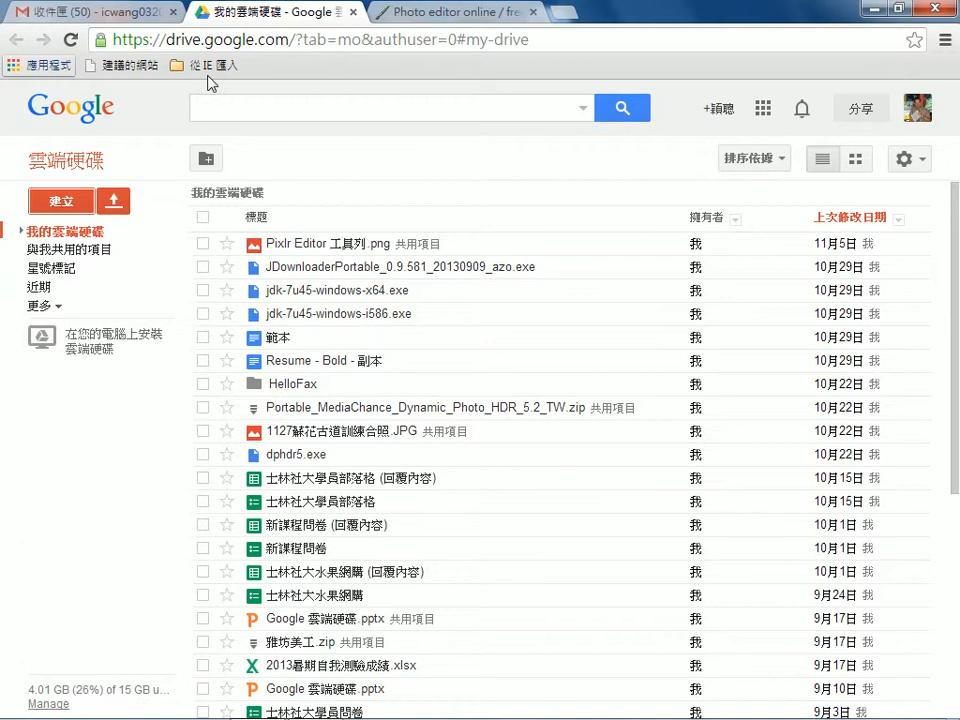 收件匣 (50) - icwang032
我的雲端硬碟 - Google
Photo editor online / fre
https://drive.google.com/?tab=mo&authuser=0#my-drive
應用程式 建議的網站 從 IE 匯入
Google
+穎聰
分享
雲端硬碟
排序依據
建立
我的雲端硬碟
我的雲端硬碟
與我共用的項目
星號標記
近期
更多
在您的電腦上安裝
雲端硬碟
標題 擁有者 上次修改日期
Pixlr Editor 工具列.png 共用項目 我 11月5日 我
JDownloaderPortable_0.9.581_20130909_azo.exe 我 10月29日 我
jdk-7u45-windows-x64.exe 我 10月29日 我
jdk-7u45-windows-i586.exe 我 10月29日 我
範本 我 10月29日 我
Resume - Bold - 副本 我 10月29日 我
HelloFax 我 10月22日 我
Portable_MediaChance_Dynamic_Photo_HDR_5.2_TW.zip 共用項目 我 10月22日 我
1127蘇花古道訓練合照.JPG 共用項目 我 10月22日 我
dphdr5.exe 我 10月22日 我
士林社大學員部落格 (回覆內容) 我 10月15日 我
士林社大學員部落格 我 10月15日 我
新課程問卷 (回覆內容) 我 10月1日 我
新課程問卷 我 10月1日 我
士林社大水果網購 (回覆內容) 我 10月1日 我
士林社大水果網購 我 9月24日 我
Google 雲端硬碟.pptx 共用項目 我 9月17日 我
雅坊美工.zip 共用項目 我 9月17日 我
2013暑期自我測驗成績.xlsx 我 9月17日 我
Google 雲端硬碟.pptx 我 9月10日 我
士林社大學員問卷 我 9月3日 我
4.01 GB (26%) of 15 GB u...
Manage